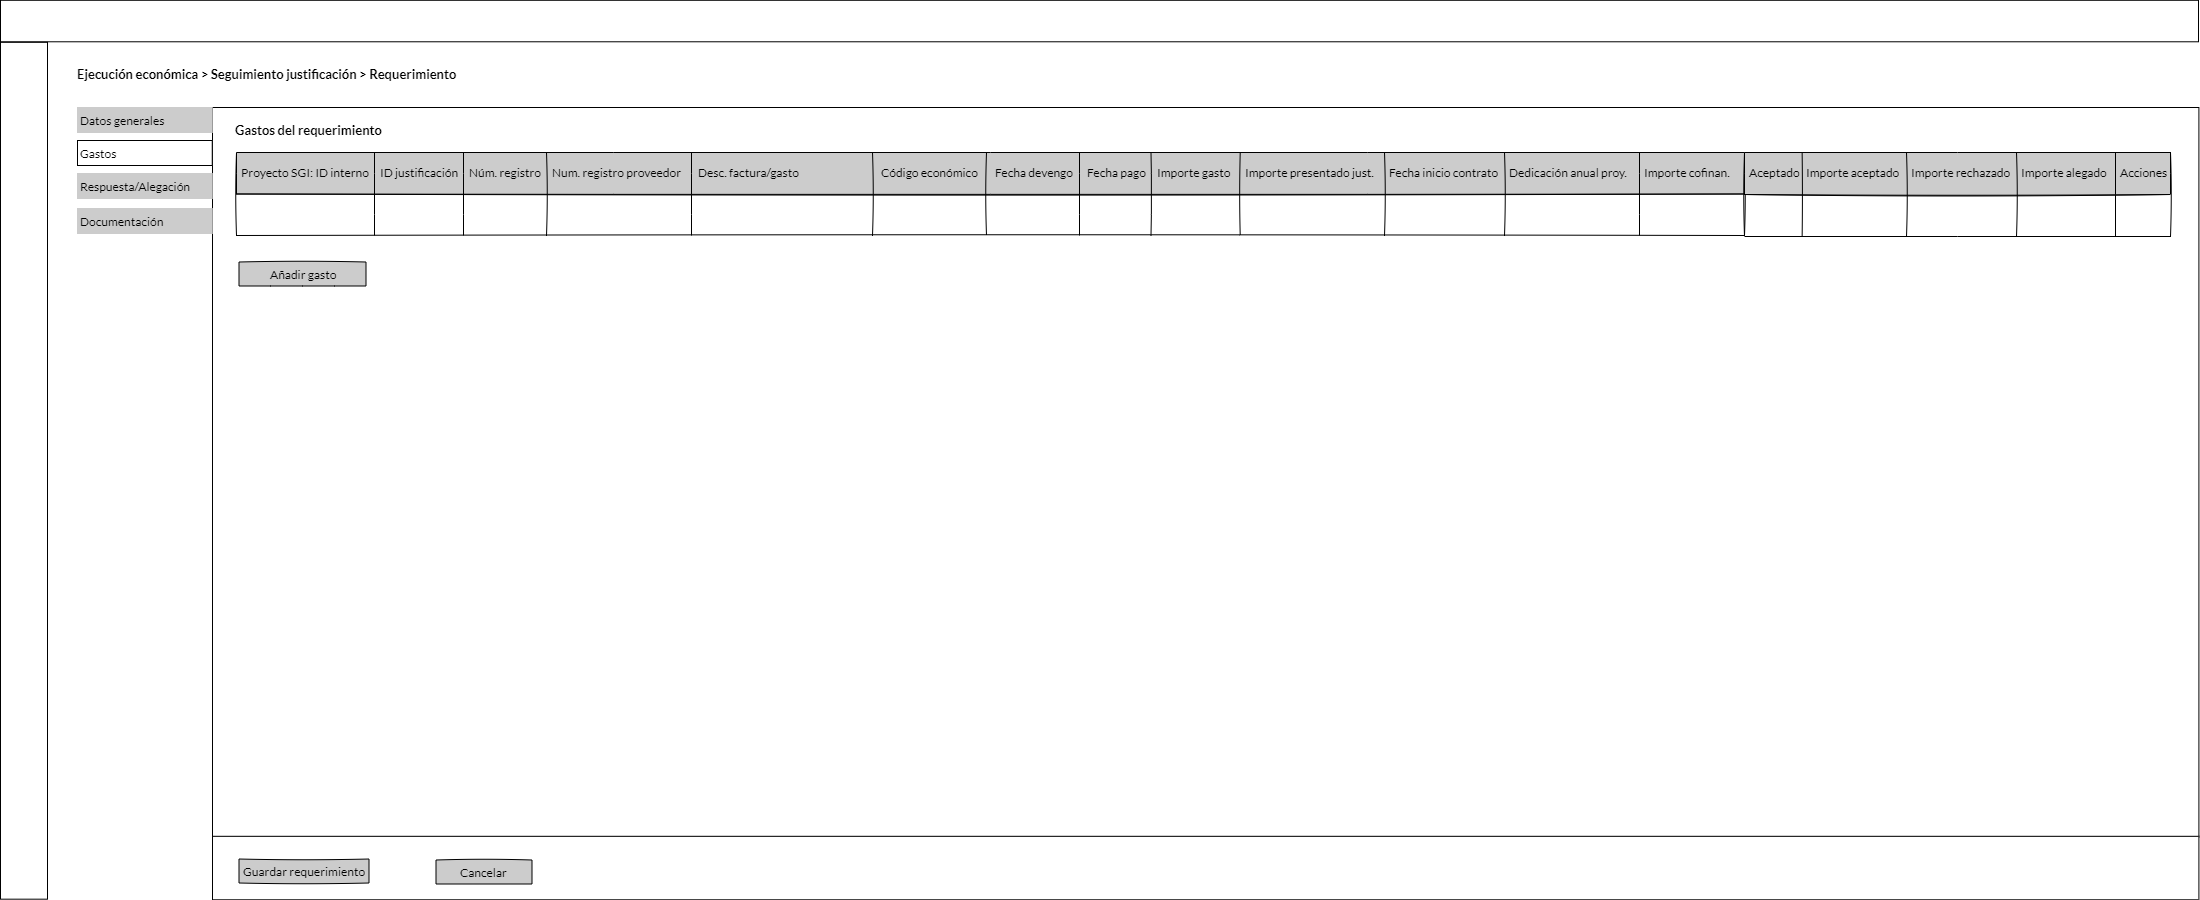 Ejecución económica > Seguimiento justificación > Requerimiento
Datos generales
Gastos
Respuesta/Alegación
Documentación
Gastos del requerimiento
Proyecto SGI: ID interno ID justificación Núm. registro Num. registro proveedor Desc. factura/gasto Código económico Fecha devengo Fecha pago Importe gasto Importe presentado just. Fecha inicio contrato Dedicación anual proy. Importe cofinan. Aceptado Importe aceptado Importe rechazado Importe alegado Acciones
Añadir gasto
Guardar requerimiento Cancelar